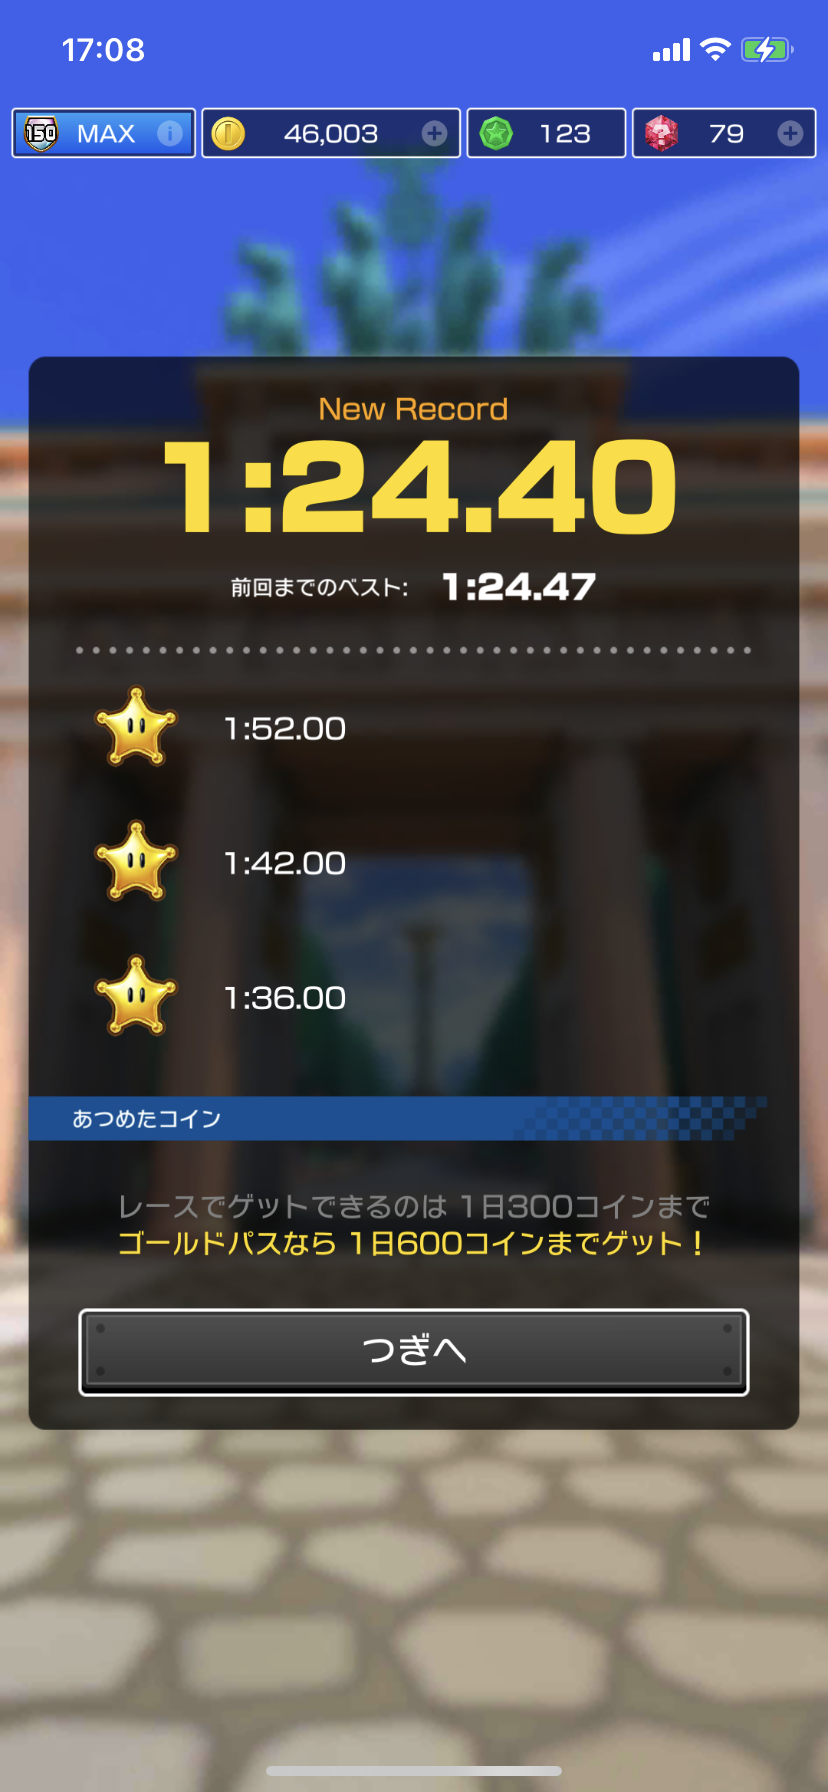 17:08
150 MAX i 46,003 + 123 79 +
New Record
1:24.40
前回までのベスト: 1:24.47
1:52.00
1:42.00
1:36.00
あつめたコイン
レースでゲットできるのは 1日300コインまで
ゴールドパスなら 1日600コインまでゲット！
つぎへ